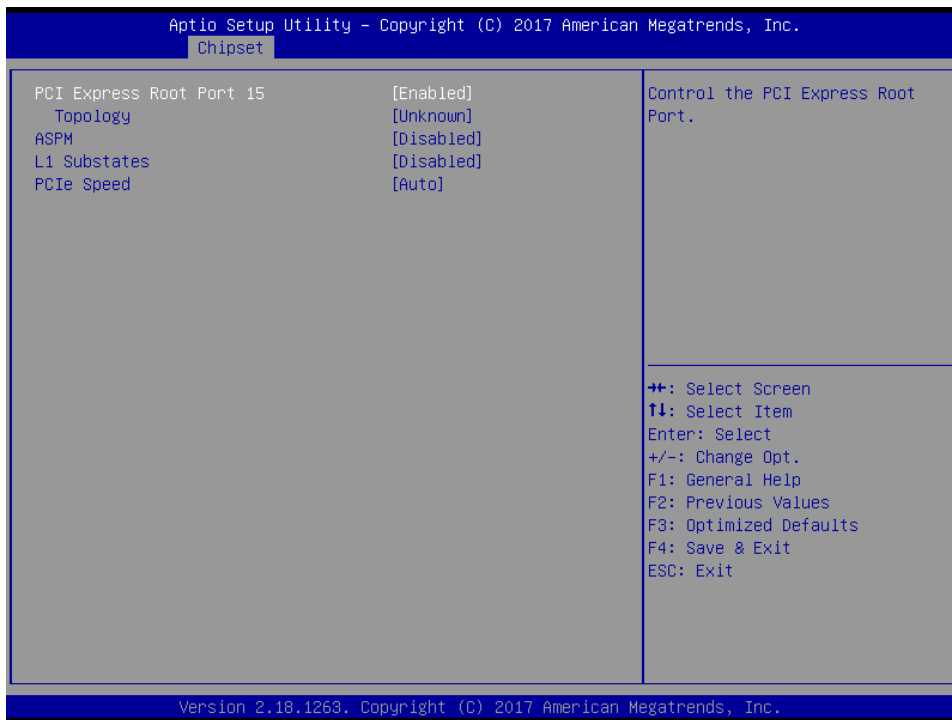 Aptio Setup Utility – Copyright (C) 2017 American Megatrends, Inc.
Chipset
PCI Express Root Port 15 [Enabled]
Topology [Unknown]
ASPM [Disabled]
L1 Substates [Disabled]
PCIe Speed [Auto]
Control the PCI Express Root
Port.
→←: Select Screen
↑↓: Select Item
Enter: Select
+/-: Change Opt.
F1: General Help
F2: Previous Values
F3: Optimized Defaults
F4: Save & Exit
ESC: Exit
Version 2.18.1263. Copyright (C) 2017 American Megatrends, Inc.